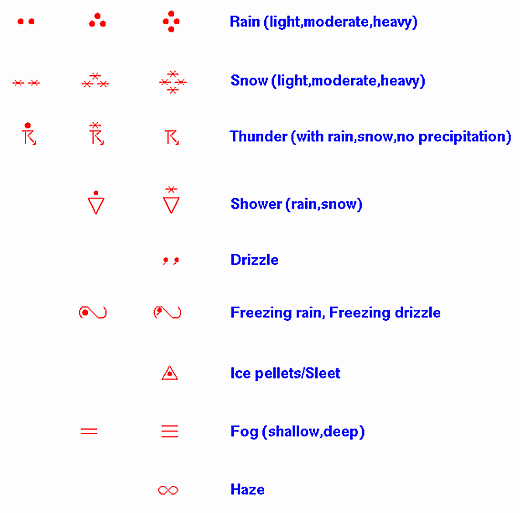 Rain (light,moderate,heavy)
Snow (light,moderate,heavy)
Thunder (with rain,snow,no precipitation)
Shower (rain,snow)
Drizzle
Freezing rain, Freezing drizzle
Ice pellets/Sleet
Fog (shallow,deep)
Haze